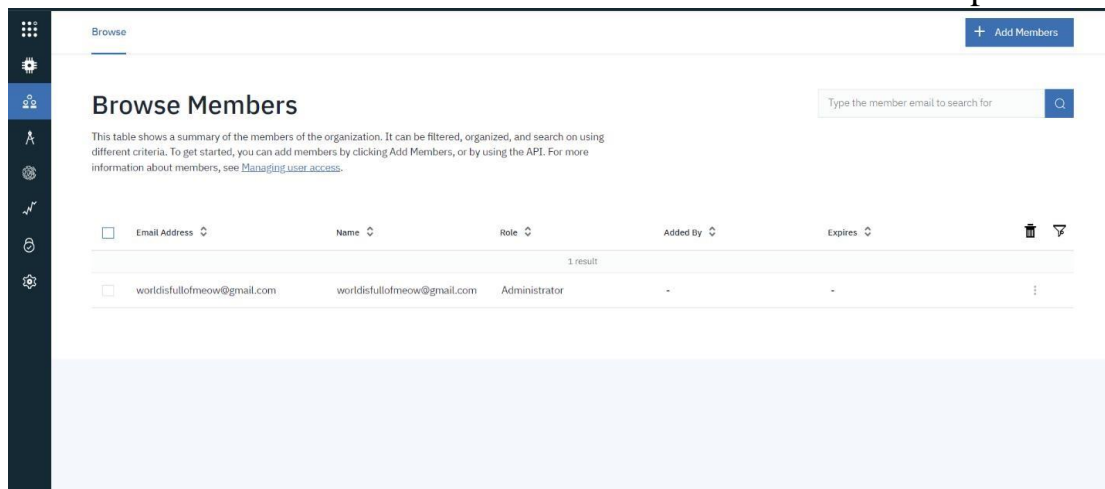 Browse
+ Add Members
Browse Members
Type the member email to search for
This table shows a summary of the members of the organization. It can be filtered, organized, and search on using
different criteria. To get started, you can add members by clicking Add Members, or by using the API. For more
information about members, see Managing user access.
Email Address Name Role Added By Expires
1 result
worldisfullofmeow@gmail.com worldisfullofmeow@gmail.com Administrator - -